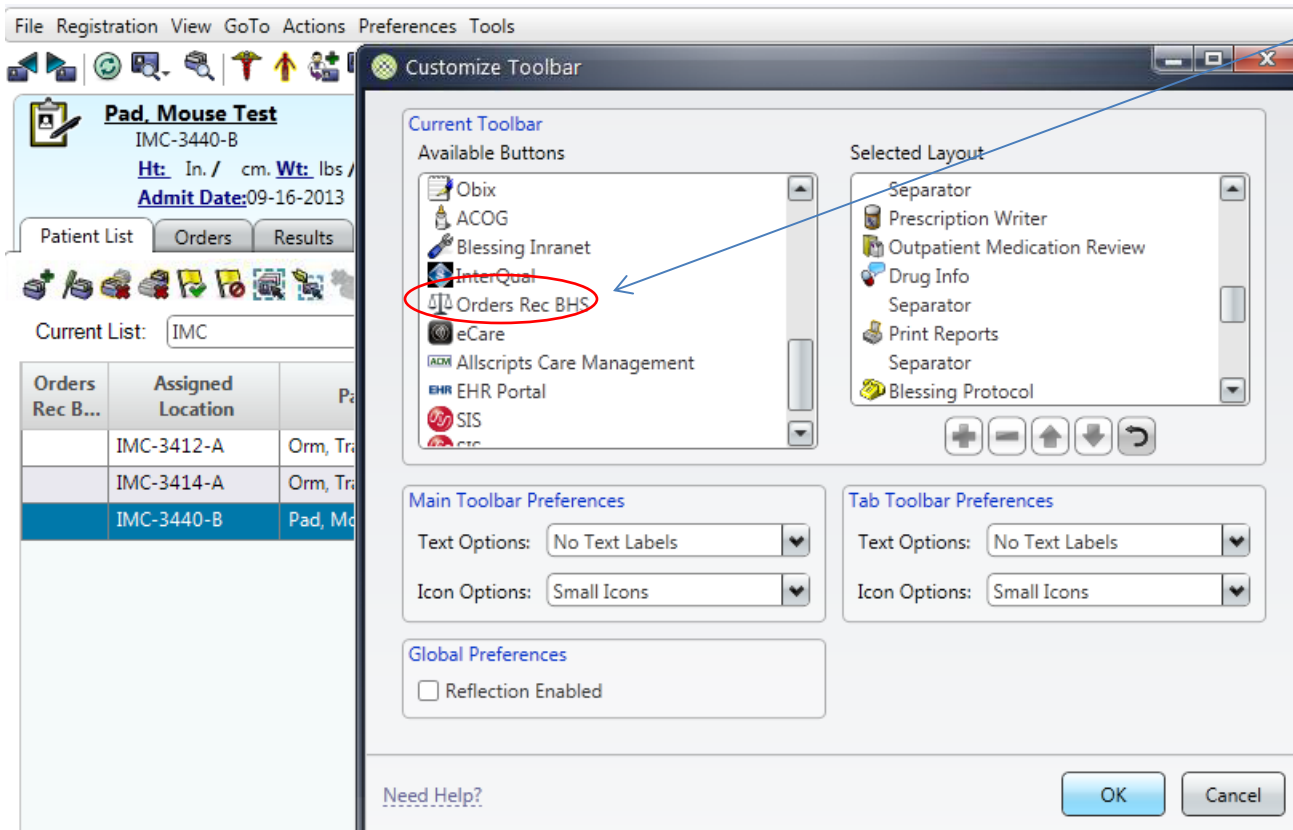 File Registration View GoTo Actions Preferences Tools
Customize Toolbar
Pad, Mouse Test
IMC-3440-B
Ht: In. / cm. Wt: lbs /
Admit Date:09-16-2013
Patient List Orders Results
Current List: IMC
Orders Rec B...
Assigned Location
IMC-3412-A Orm,
IMC-3414-A Orm,
IMC-3440-B Pad,
Current Toolbar
Available Buttons
Obix
ACOG
Blessing Inranet
InterQual
Orders Rec BHS
eCare
ACM Allscripts Care Management
EHR EHR Portal
SIS
SIS
Selected Layout
Separator
Prescription Writer
Outpatient Medication Review
Drug Info
Separator
Print Reports
Separator
Blessing Protocol
Main Toolbar Preferences
Text Options: No Text Labels
Icon Options: Small Icons
Tab Toolbar Preferences
Text Options: No Text Labels
Icon Options: Small Icons
Global Preferences
Reflection Enabled
Need Help?
OK Cancel